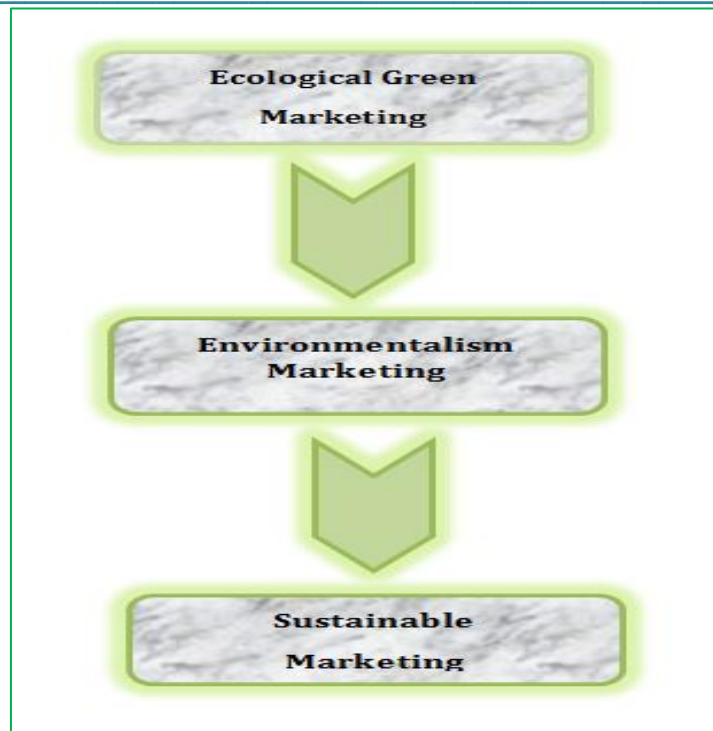 Ecological Green
Marketing
Environmentalism
Marketing
Sustainable
Marketing